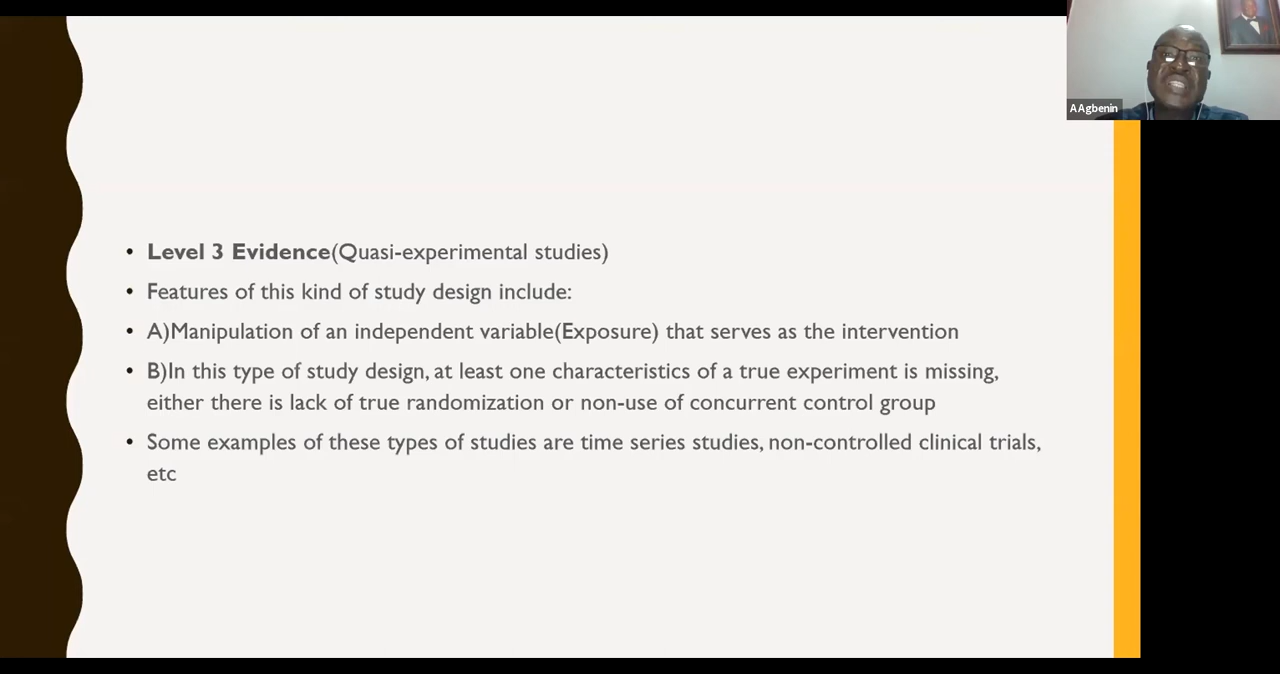 A Agbenin
• Level 3 Evidence(Quasi-experimental studies)
• Features of this kind of study design include:
• A)Manipulation of an independent variable(Exposure) that serves as the intervention
• B)In this type of study design, at least one characteristics of a true experiment is missing,
either there is lack of true randomization or non-use of concurrent control group
• Some examples of these types of studies are time series studies, non-controlled clinical trials,
etc